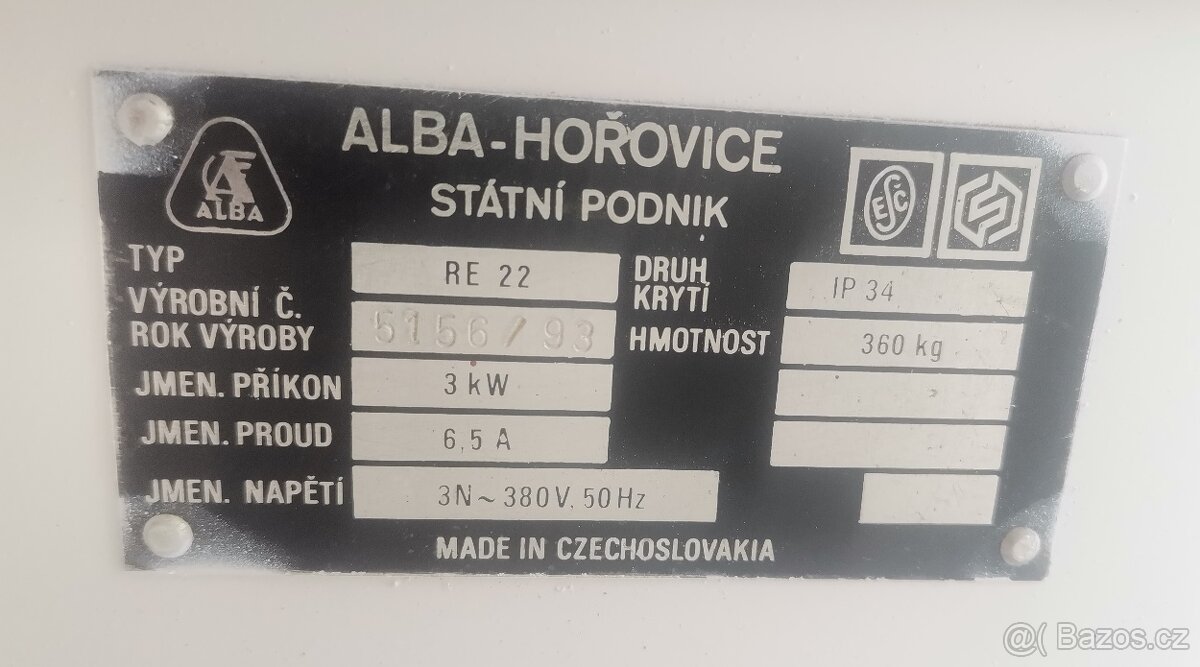 ALBA-HOŘOVICE
STÁTNÍ PODNIK
ALBA
ESČ
TYP RE 22
VÝROBNÍ Č.
ROK VÝROBY 5156/93
JMEN. PŘÍKON 3 kW
JMEN. PROUD 6,5 A
JMEN. NAPĚTÍ 3N~380V. 50Hz
DRUH
KRYTÍ IP 34
HMOTNOST 360 kg
MADE IN CZECHOSLOVAKIA
@( Bazos.cz